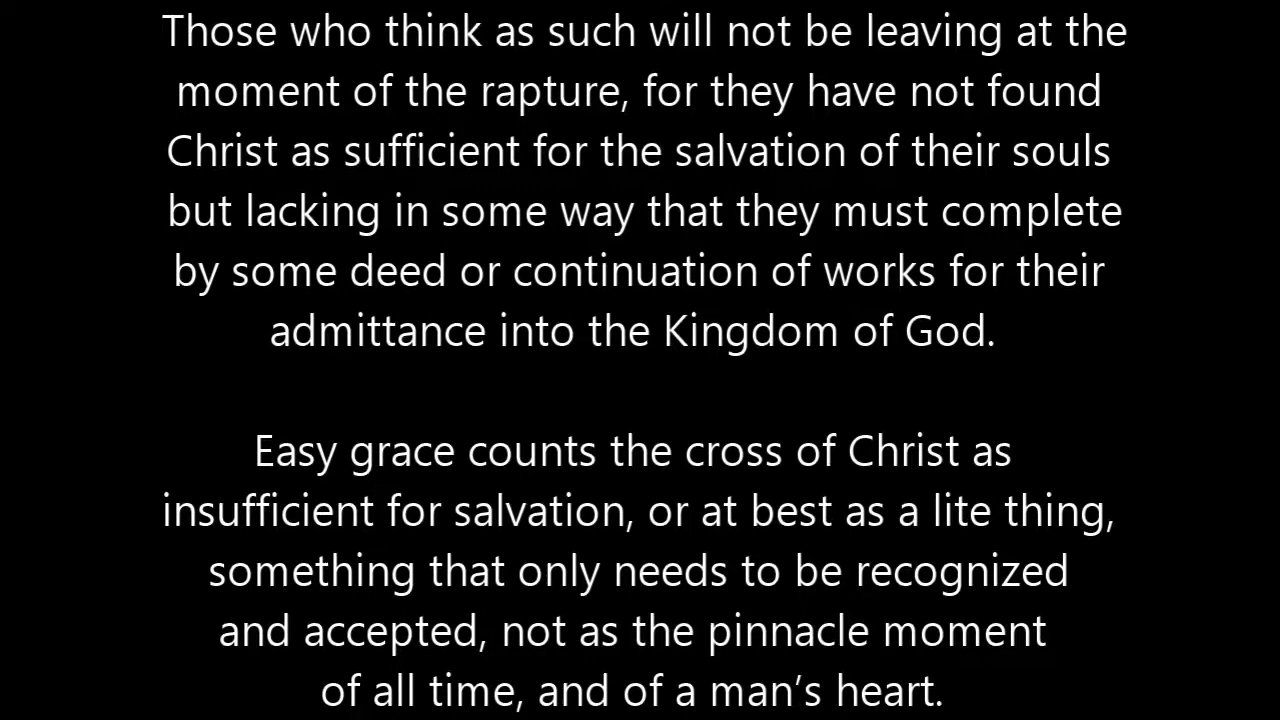 Those who think as such will not be leaving at the
moment of the rapture, for they have not found
Christ as sufficient for the salvation of their souls
but lacking in some way that they must complete
by some deed or continuation of works for their
admittance into the Kingdom of God.
Easy grace counts the cross of Christ as
insufficient for salvation, or at best as a lite thing,
something that only needs to be recognized
and accepted, not as the pinnacle moment
of all time, and of a man’s heart.